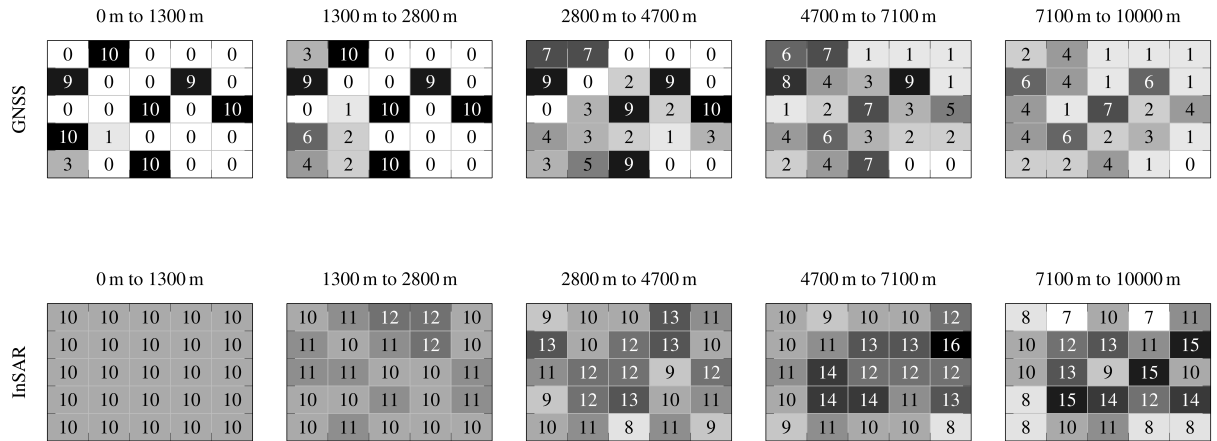 0 m to 1300 m 1300 m to 2800 m 2800 m to 4700 m 4700 m to 7100 m 7100 m to 10000 m
GNSS
0 10 0 0 0 3 10 0 0 0 7 7 0 0 0 6 7 1 1 1 2 4 1 1 1
9 0 0 9 0 9 0 0 9 0 9 0 2 9 0 8 4 3 9 1 6 4 1 6 1
0 0 10 0 10 0 1 10 0 10 0 3 9 2 10 1 2 7 3 5 4 1 7 2 4
10 1 0 0 0 6 2 0 0 0 4 3 2 1 3 4 6 3 2 2 4 6 2 3 1
3 0 10 0 0 4 2 10 0 0 3 5 9 0 0 2 4 7 0 0 2 2 4 1 0
0 m to 1300 m 1300 m to 2800 m 2800 m to 4700 m 4700 m to 7100 m 7100 m to 10000 m
InSAR
10 10 10 10 10 10 11 12 12 10 9 10 10 13 11 10 9 10 10 12 8 7 10 7 11
10 10 10 10 10 11 10 11 12 10 13 10 12 13 10 10 11 13 13 16 10 12 13 11 15
10 10 10 10 10 11 11 10 10 11 11 12 12 9 12 11 14 12 12 12 10 13 9 15 10
10 10 10 10 10 10 10 11 10 11 9 12 13 10 11 10 14 14 11 13 8 15 14 12 14
10 10 10 10 10 10 11 10 10 10 10 11 8 11 9 9 11 10 10 8 8 10 11 8 8